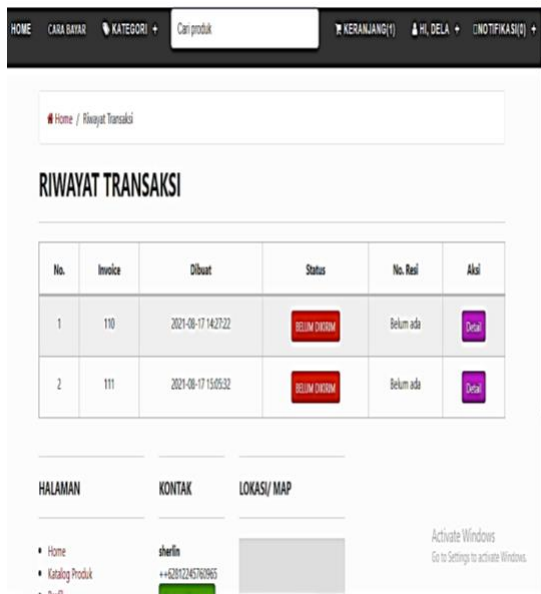 HOME CARA BAYAR KATEGORI + Cari produk KERANJANG(1) HI, DELA + NOTIFIKASI(0) +
Home / Riwayat Transaksi
RIWAYAT TRANSAKSI
No. Invoice Dibuat Status No. Resi Aksi
1 110 2021-08-17 14:27:22 BELUM DIKIRIM Belum ada Detail
2 111 2021-08-17 15:05:32 BELUM DIKIRIM Belum ada Detail
HALAMAN KONTAK LOKASI/ MAP
Home sherlin
Katalog Produk ++62812245760965
Activate Windows
Go to Settings to activate Windows.